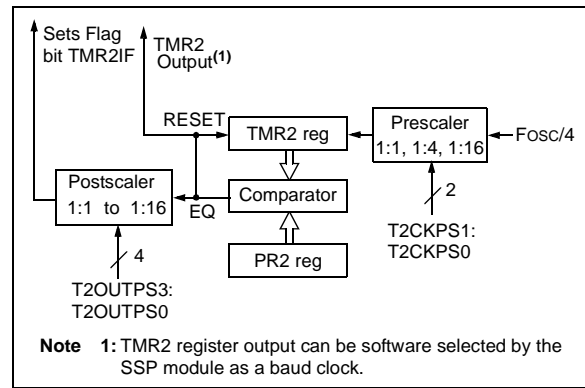 Sets Flag
bit TMR2IF
TMR2
Output(1)
RESET
TMR2 reg
Prescaler
1:1, 1:4, 1:16
FOSC/4
2
T2CKPS1:
T2CKPS0
Postscaler
1:1 to 1:16
EQ
Comparator
4
T2OUTPS3:
T2OUTPS0
PR2 reg
Note 1: TMR2 register output can be software selected by the
SSP module as a baud clock.